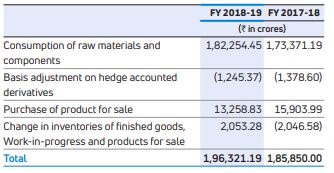 FY 2018-19 FY 2017-18
(₹ in crores)
Consumption of raw materials and 1,82,254.45 1,73,371.19
components
Basis adjustment on hedge accounted (1,245.37) (1,378.60)
derivatives
Purchase of product for sale 13,258.83 15,903.99
Change in inventories of finished goods, 2,053.28 (2,046.58)
Work-in-progress and products for sale
Total 1,96,321.19 1,85,850.00